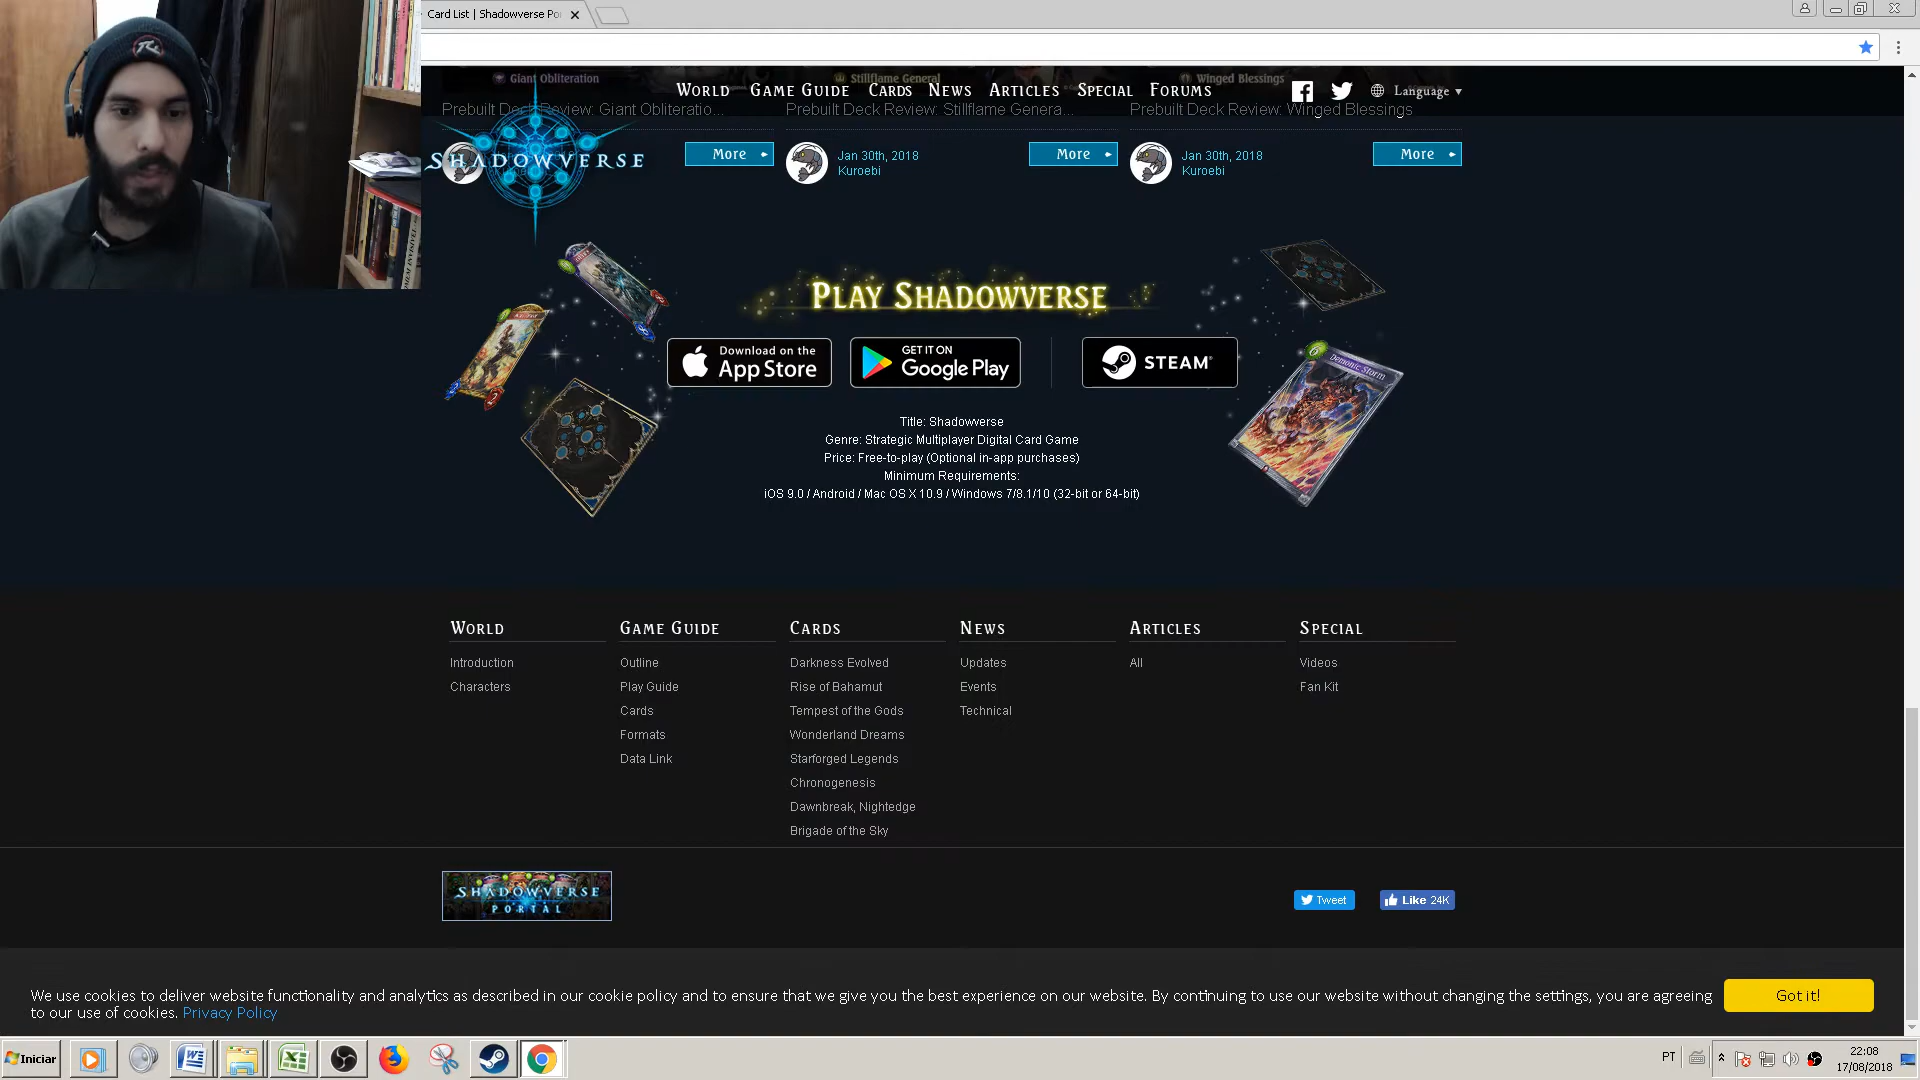 Card List | Shadowverse Po
Giant Obliteration
Stillflame General
Winged Blessings
World Game Guide Cards News Articles Special Forums Language
Prebuilt Deck Review: Giant Obliteratio...
Prebuilt Deck Review: Stillflame Genera...
Prebuilt Deck Review: Winged Blessings
Shadowverse
More
Jan 30th, 2018
Kuroebi
More
Jan 30th, 2018
Kuroebi
More
Play Shadowverse
Download on the
App Store
GET IT ON
Google Play
STEAM
Demonic Storm
6
Title: Shadowverse
Genre: Strategic Multiplayer Digital Card Game
Price: Free-to-play (Optional in-app purchases)
Minimum Requirements:
iOS 9.0 / Android / Mac OS X 10.9 / Windows 7/8.1/10 (32-bit or 64-bit)
World
Introduction
Characters
Game Guide
Outline
Play Guide
Cards
Formats
Data Link
Cards
Darkness Evolved
Rise of Bahamut
Tempest of the Gods
Wonderland Dreams
Starforged Legends
Chronogenesis
Dawnbreak, Nightedge
Brigade of the Sky
News
Updates
Events
Technical
Articles
All
Special
Videos
Fan Kit
SHADOWVERSE
PORTAL
Tweet
Like 24K
We use cookies to deliver website functionality and analytics as described in our cookie policy and to ensure that we give you the best experience on our website. By continuing to use our website without changing the settings, you are agreeing
to our use of cookies. Privacy Policy
Got it!
Iniciar
PT
22:08
17/08/2018